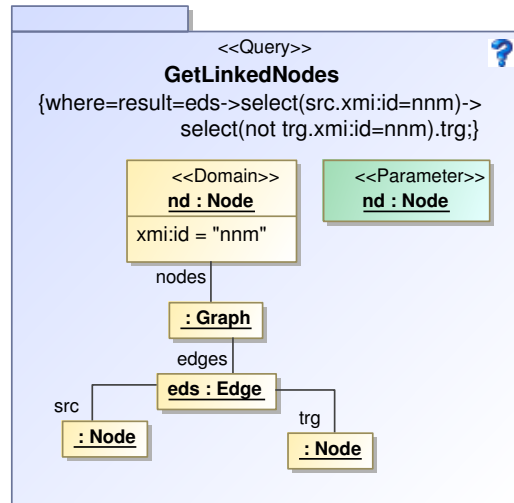 <<Query>>
?
GetLinkedNodes
{where=result=eds->select(src.xmi:id=nnm)->
select(not trg.xmi:id=nnm).trg;}
<<Domain>>
nd : Node
xmi:id = "nnm"
<<Parameter>>
nd : Node
nodes
: Graph
edges
eds : Edge
src
: Node
trg
: Node